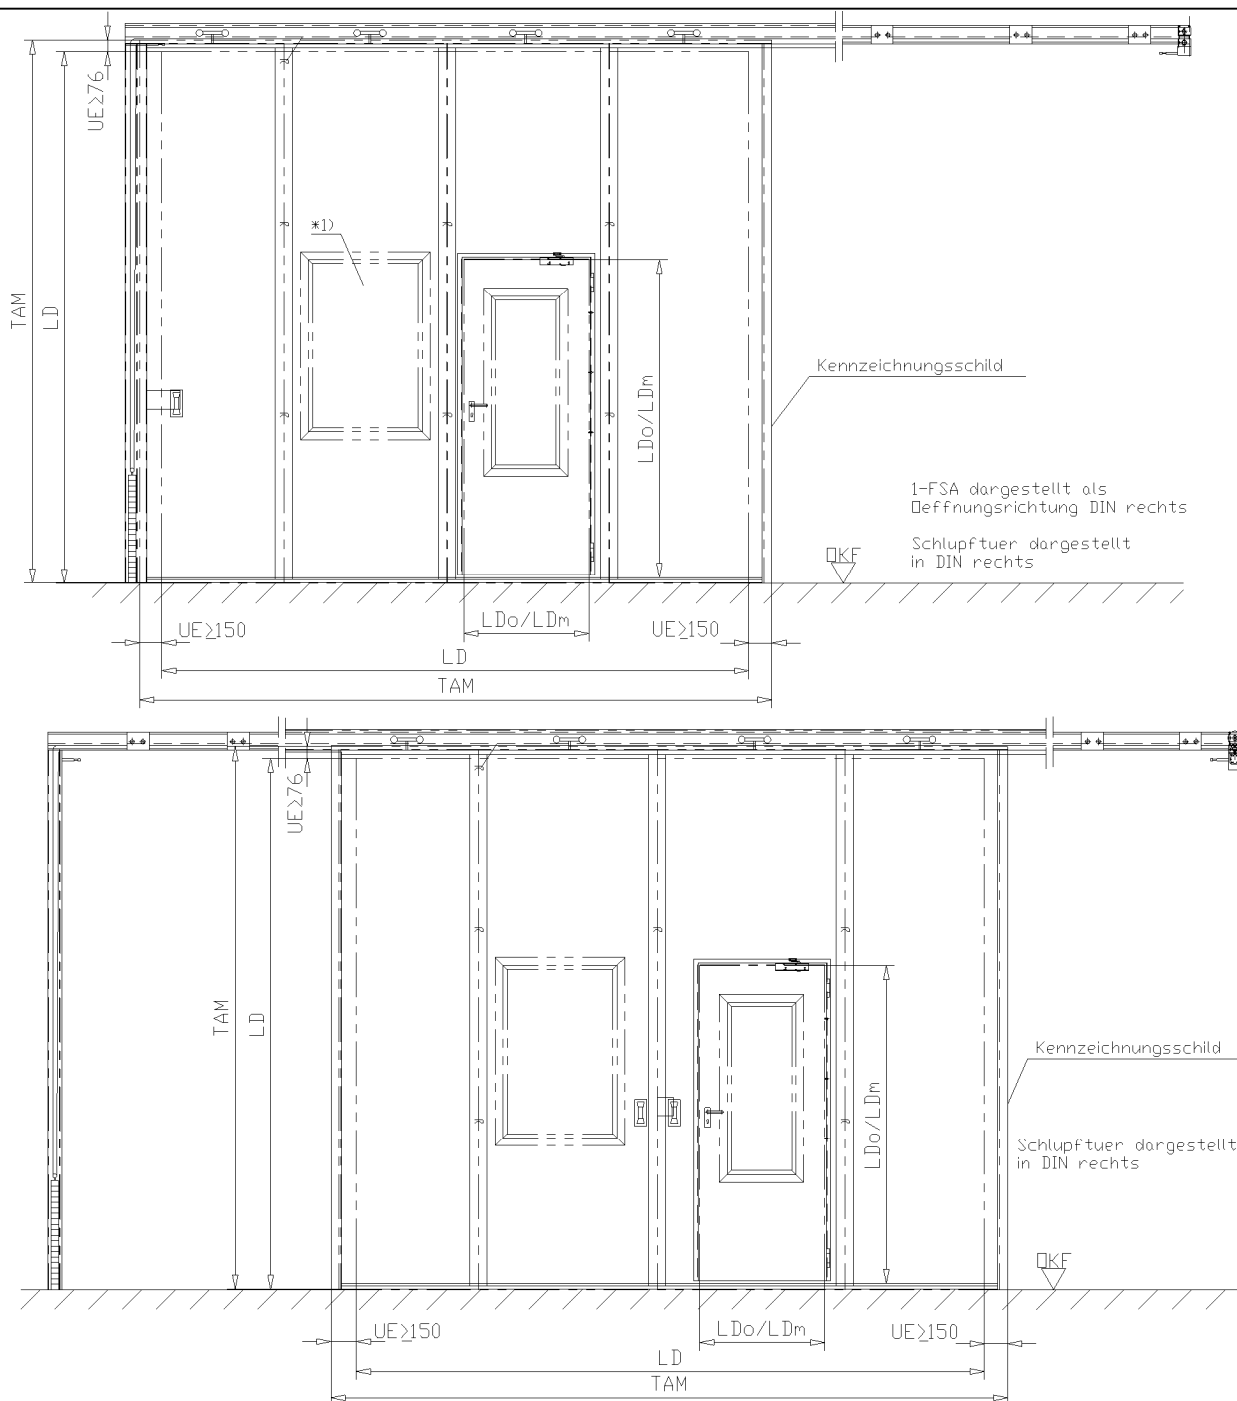 UE≥76
TAM
LD
*1)
LDo/LDm
Kennzeichnungsschild
1-FSA dargestellt als
Oeffnungsrichtung DIN rechts
Schlupftuer dargestellt
in DIN rechts
OKF
UE≥150
LDo/LDm
UE≥150
LD
TAM
UE≥76
TAM
LD
LDo/LDm
Kennzeichnungsschild
Schlupftuer dargestellt
in DIN rechts
OKF
UE≥150
LDo/LDm
UE≥150
LD
TAM